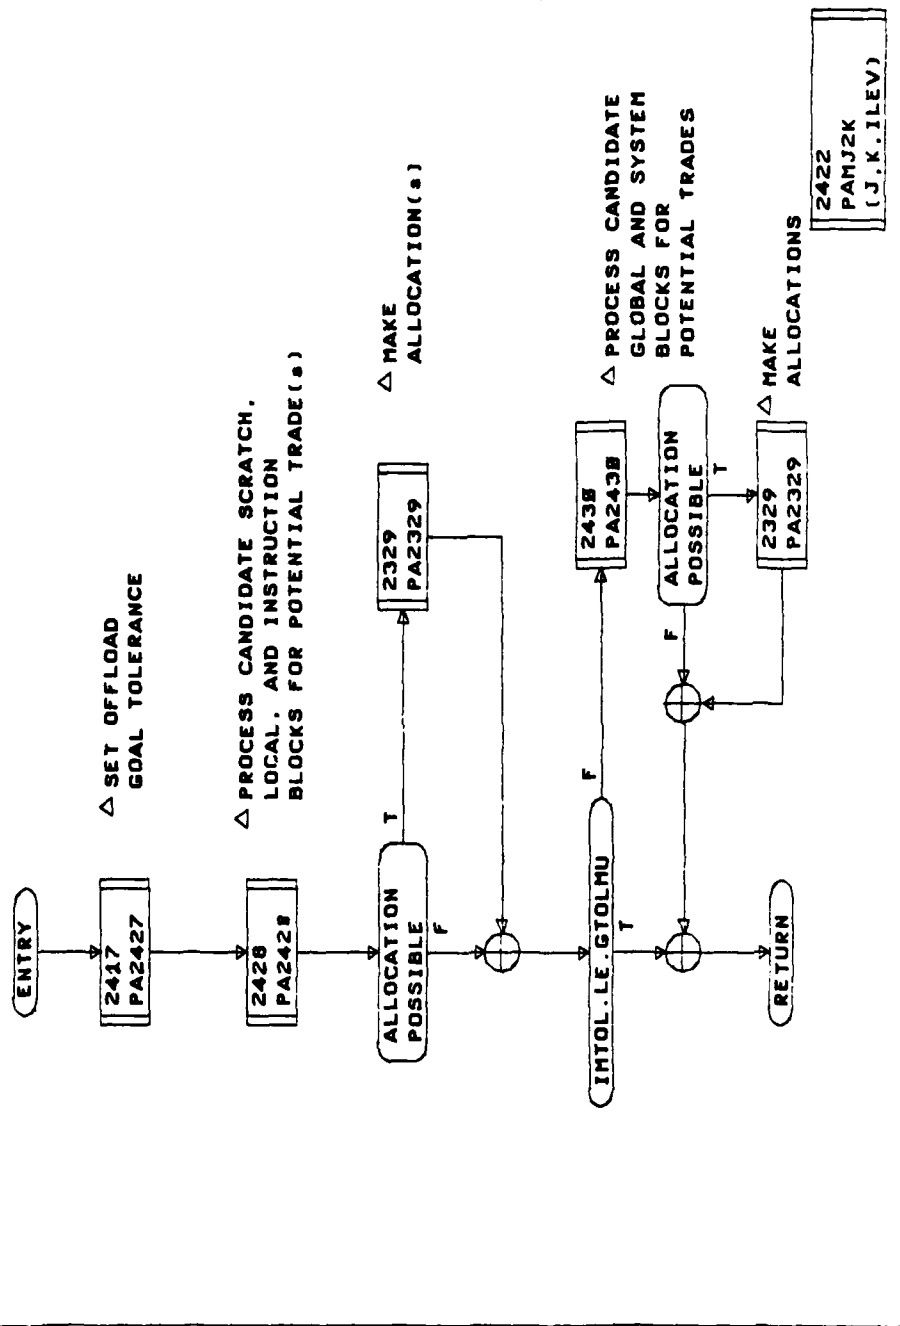 ENTRY
2417
PA2427
△ SET OFFLOAD
GOAL TOLERANCE
2428
PA2428
△ PROCESS CANDIDATE SCRATCH,
LOCAL, AND INSTRUCTION
BLOCKS FOR POTENTIAL TRADE(s)
ALLOCATION
POSSIBLE
T
F
2329
PA2329
△ MAKE
ALLOCATION(s)
IMTOL.LE.GTOLMU
F
T
2430
PA2430
△ PROCESS CANDIDATE
GLOBAL AND SYSTEM
BLOCKS FOR
POTENTIAL TRADES
ALLOCATION
POSSIBLE
F
T
2329
PA2329
△ MAKE
ALLOCATIONS
RETURN
2422
PAMJ2K
(J,K,ILEV)